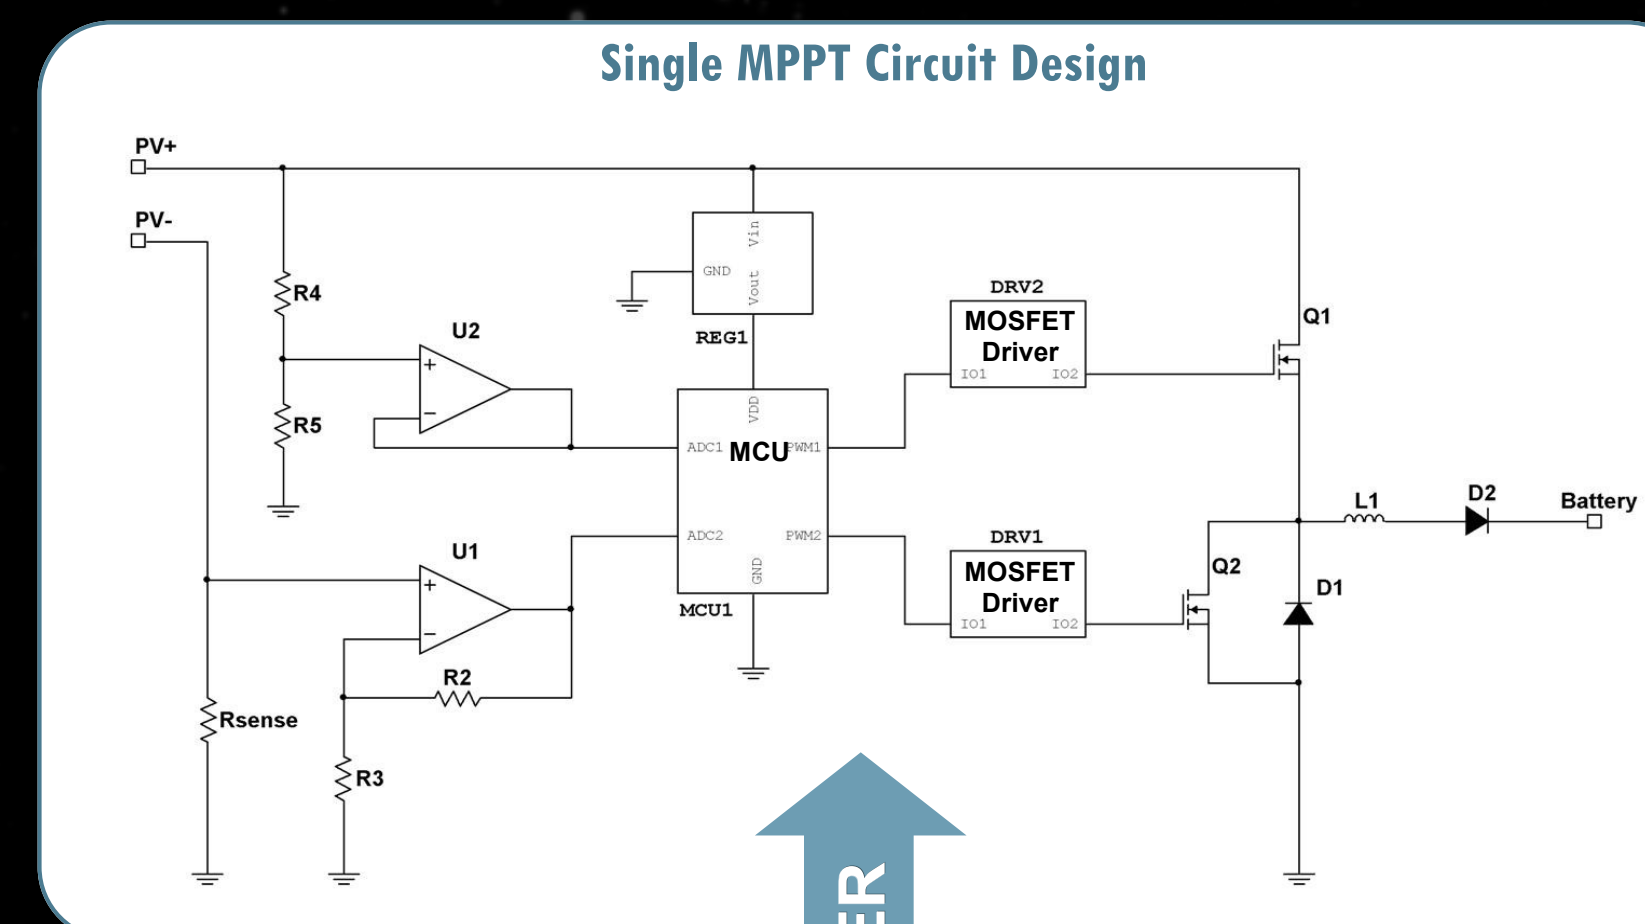 Single MPPT Circuit Design
PV+
PV-
R4
R5
U2
+
−
Vin
GND
Vout
REG1
DRV2
MOSFET
Driver
IO1 IO2
Q1
VDD
ADC1 MCU PWM1
ADC2 PWM2
GND
MCU1
U1
+
−
R2
R3
Rsense
DRV1
MOSFET
Driver
IO1 IO2
Q2
D1
L1
D2
Battery
ER